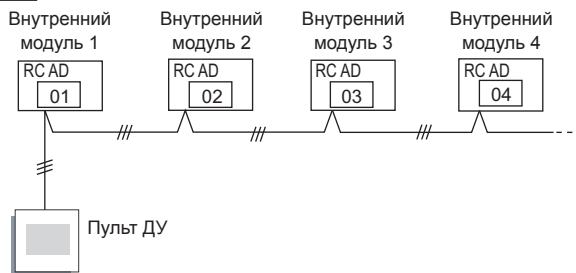 Внутренний модуль 1
Внутренний модуль 2
Внутренний модуль 3
Внутренний модуль 4
RC AD
01
RC AD
02
RC AD
03
RC AD
04
Пульт ДУ